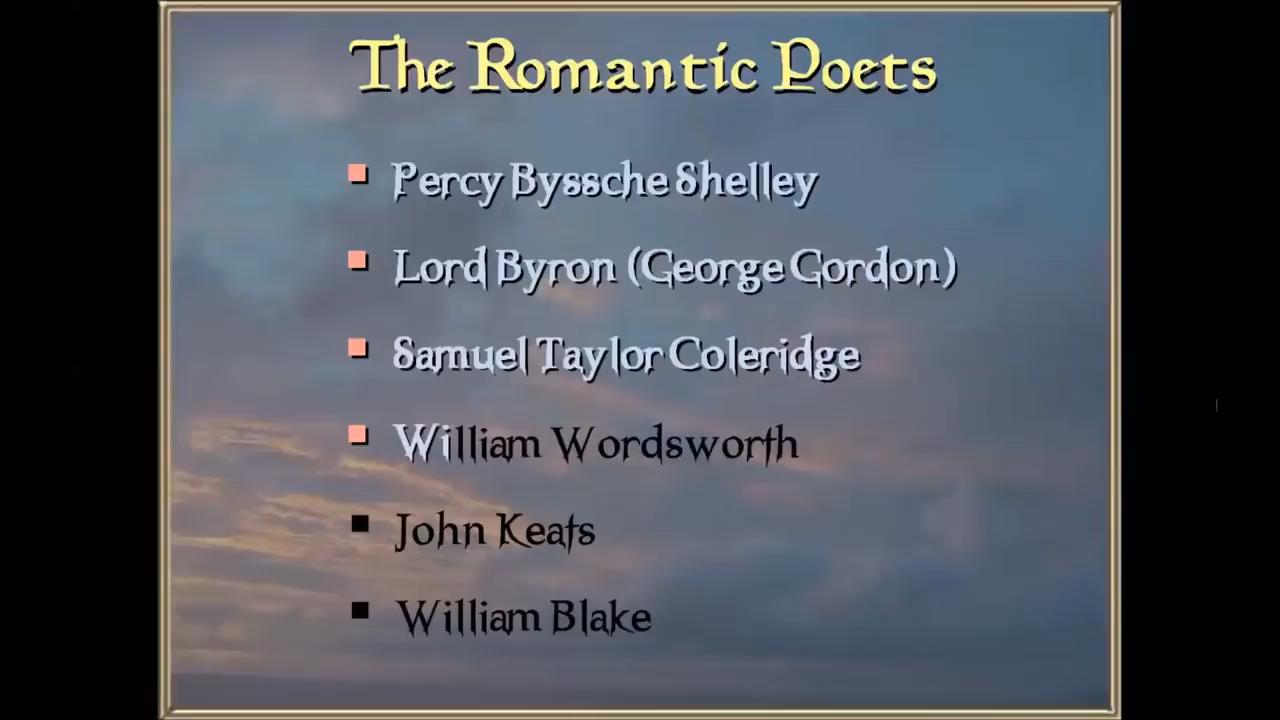 The Romantic Poets
Percy Byssche Shelley
Lord Byron (George Gordon)
Samuel Taylor Coleridge
William Wordsworth
John Keats
William Blake